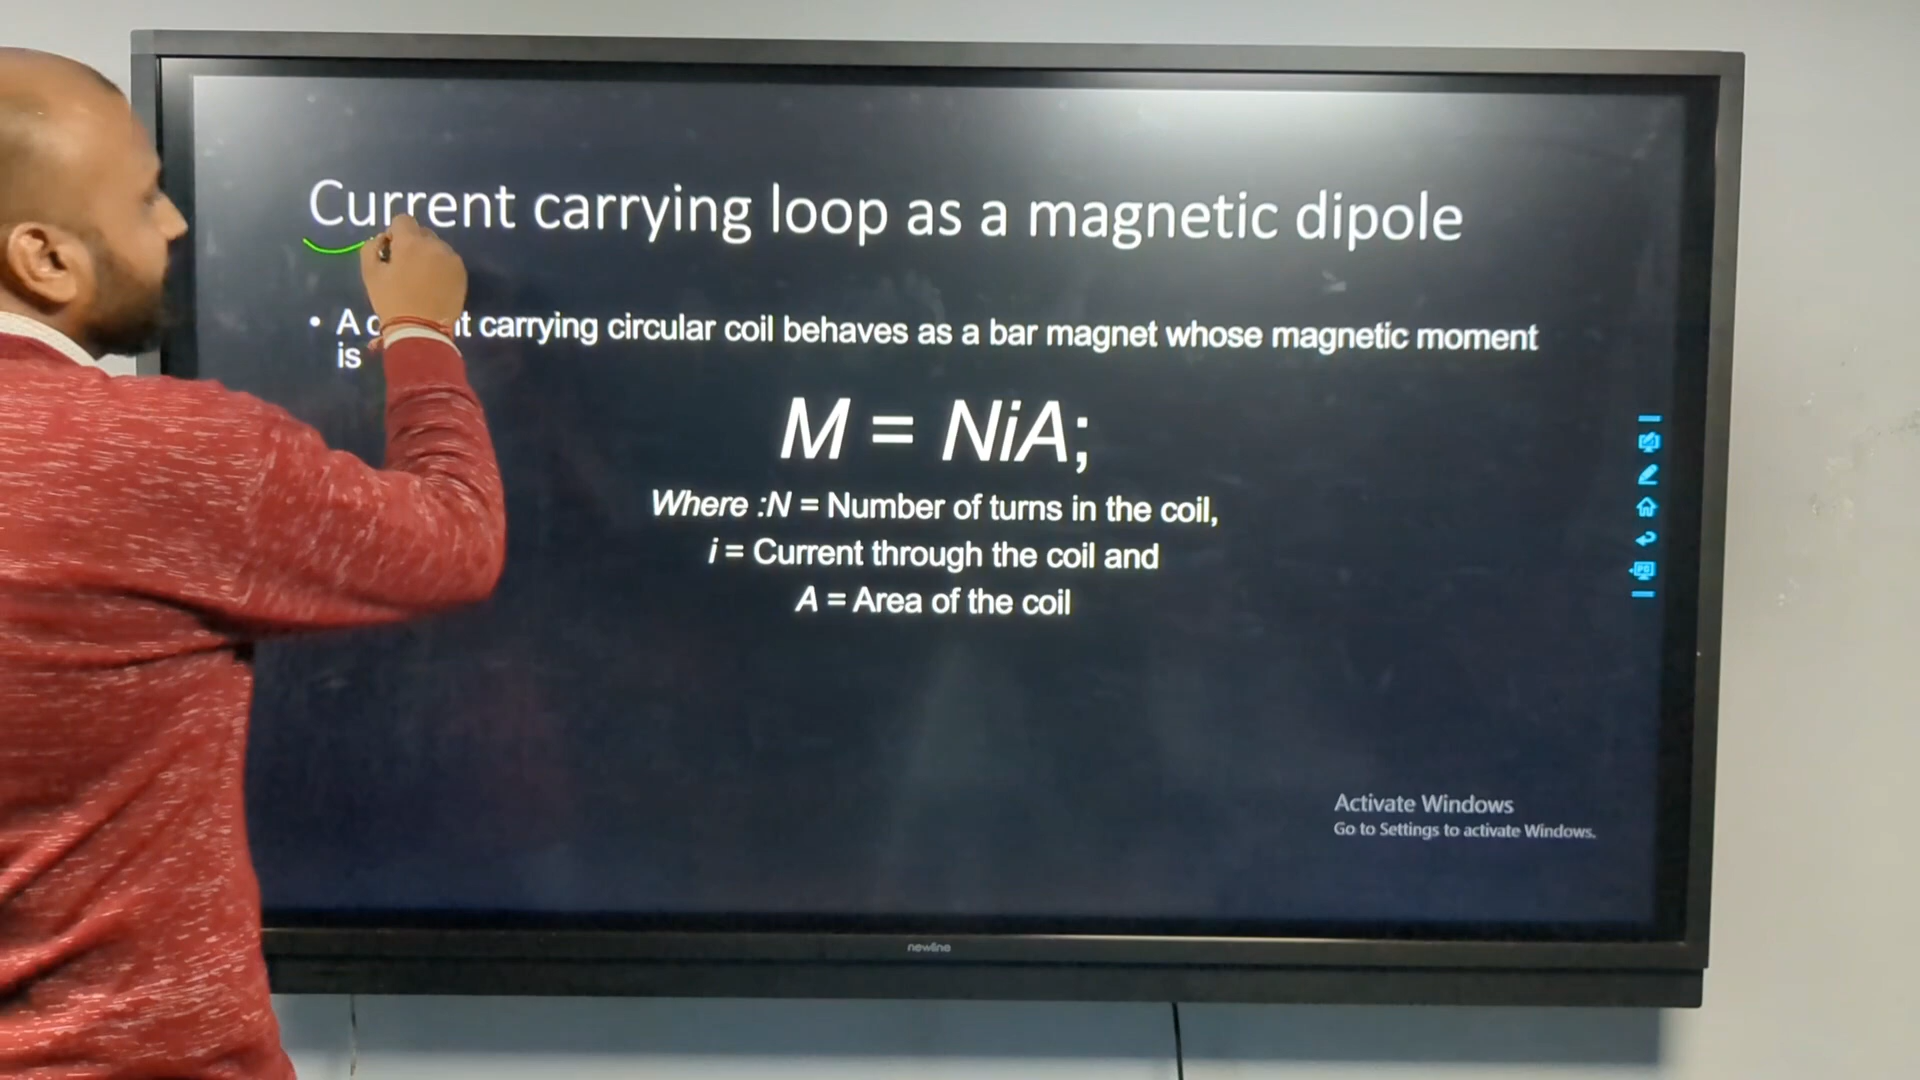 Current carrying loop as a magnetic dipole
• A carrying circular coil behaves as a bar magnet whose magnetic moment
is
M = NiA;
Where :N = Number of turns in the coil,
i = Current through the coil and
A = Area of the coil
Activate Windows
Go to Settings to activate Windows.
newline